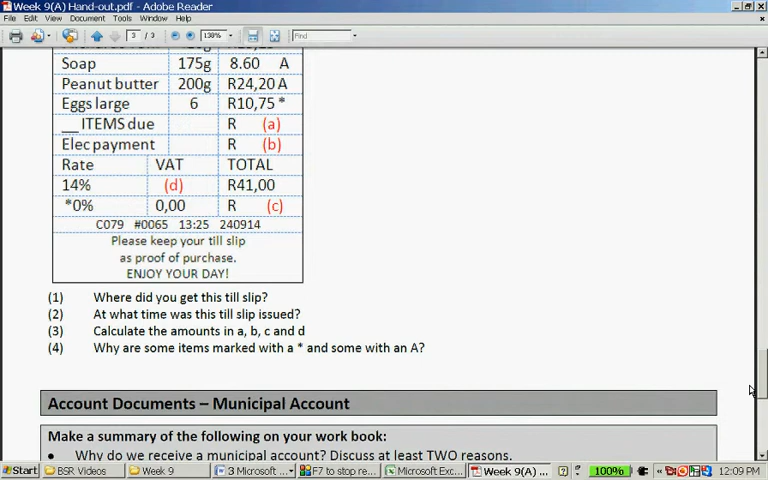 Week 9(A) Hand-out.pdf - Adobe Reader
File Edit View Document Tools Window Help
3 / 3 138% Find
Soap 175g 8.60 A
Peanut butter 200g R24,20 A
Eggs large 6 R10,75 *
__ ITEMS due R (a)
Elec payment R (b)
Rate VAT TOTAL
14% (d) R41,00
*0% 0,00 R (c)
C079 #0065 13:25 240914
Please keep your till slip
as proof of purchase.
ENJOY YOUR DAY!
(1) Where did you get this till slip?
(2) At what time was this till slip issued?
(3) Calculate the amounts in a, b, c and d
(4) Why are some items marked with a * and some with an A?
Account Documents – Municipal Account
Make a summary of the following on your work book:
• Why do we receive a municipal account? Discuss at least TWO reasons.
Start BSR Videos Week 9 3 Microsoft ... F7 to stop re... Microsoft Exc... Week 9(A) ... 100% 12:09 PM